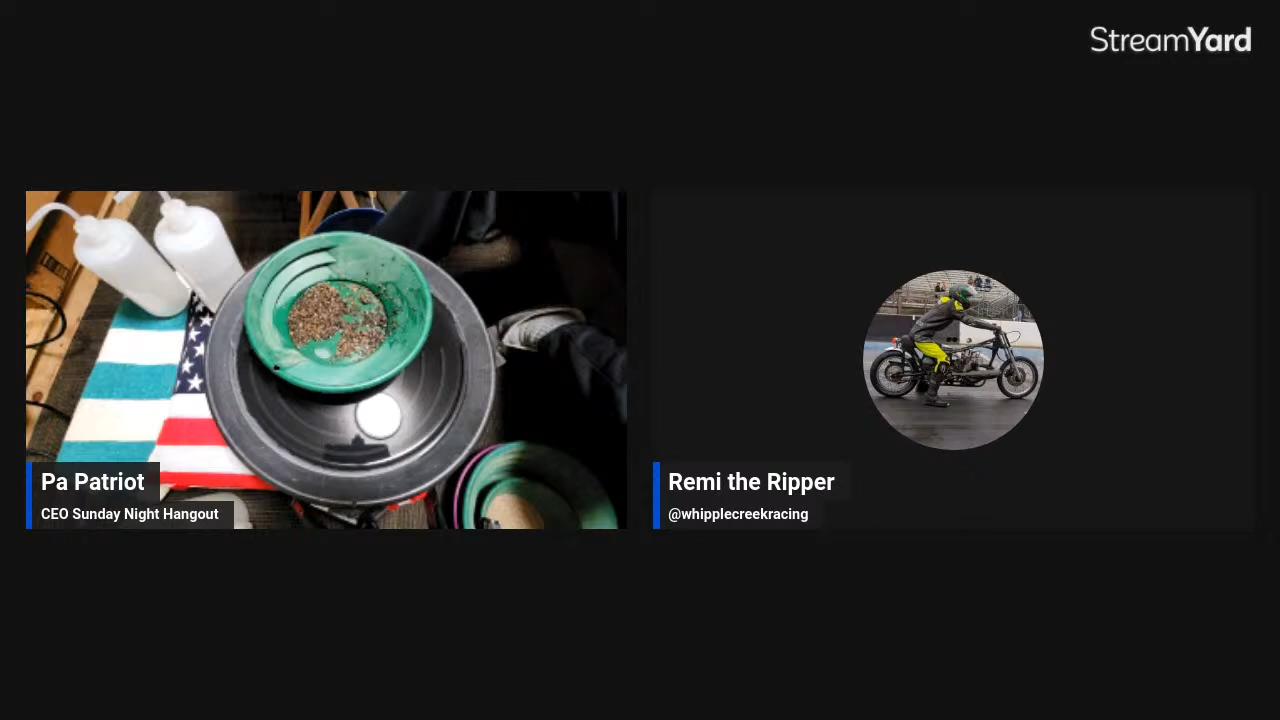 StreamYard
Pa Patriot
CEO Sunday Night Hangout
Remi the Ripper
@whipplecreekracing